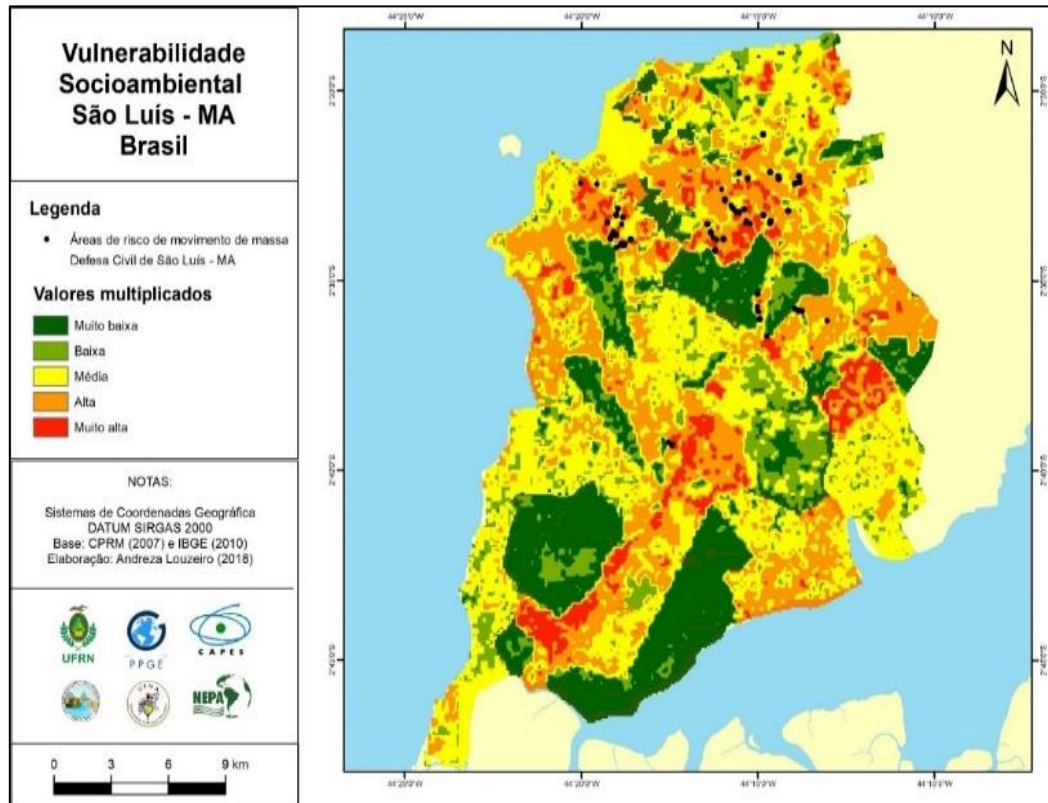 Vulnerabilidade
Socioambiental
São Luís - MA
Brasil
Legenda
Áreas de risco de movimento de massa
Defesa Civil de São Luís - MA
Valores multiplicados
Muito baixa
Baixa
Média
Alta
Muito alta
NOTAS:
Sistemas de Coordenadas Geográfica
DATUM SIRGAS 2000
Base: CPRM (2007) e IBGE (2010)
Elaboração: Andreza Louzeiro (2018)
UFRN
PPGE
CAPES
NEPA
0 3 6 9 km
N